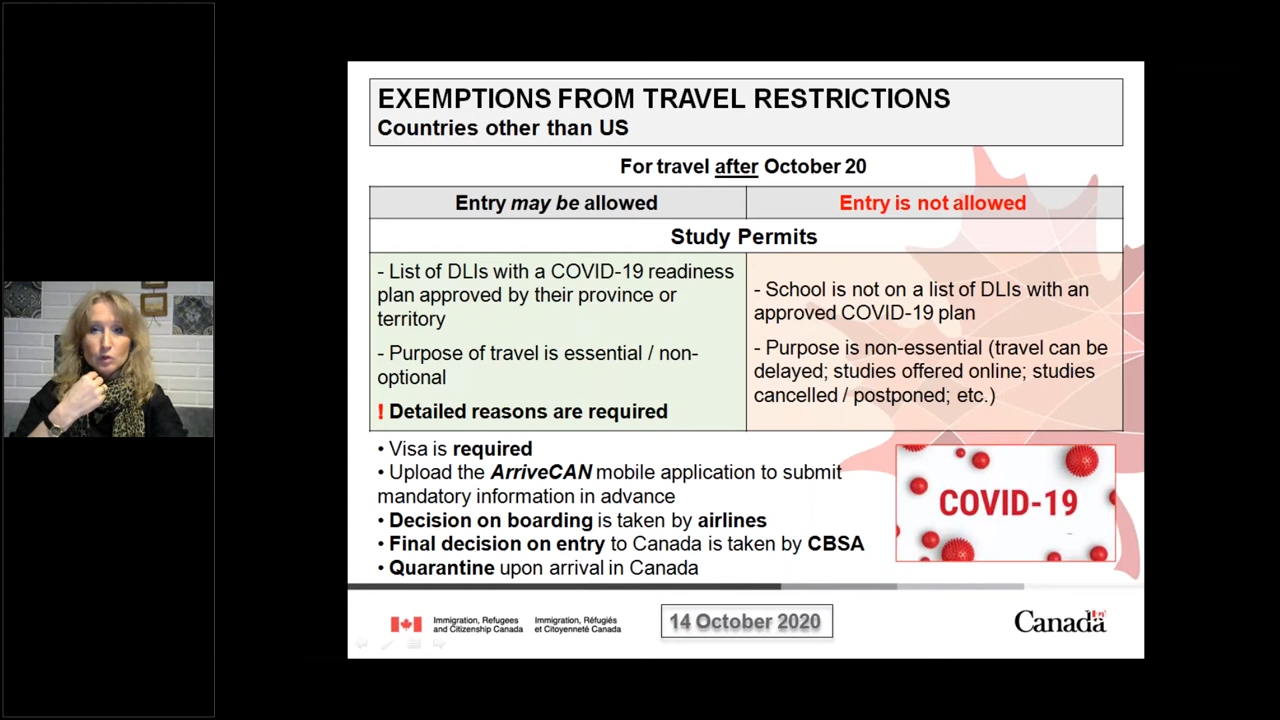 EXEMPTIONS FROM TRAVEL RESTRICTIONS
Countries other than US
For travel after October 20
Entry may be allowed
Entry is not allowed
Study Permits
- List of DLIs with a COVID-19 readiness
plan approved by their province or
territory
- Purpose of travel is essential / non-
optional
! Detailed reasons are required
- School is not on a list of DLIs with an
approved COVID-19 plan
- Purpose is non-essential (travel can be
delayed; studies offered online; studies
cancelled / postponed; etc.)
• Visa is required
• Upload the ArriveCAN mobile application to submit
mandatory information in advance
• Decision on boarding is taken by airlines
• Final decision on entry to Canada is taken by CBSA
• Quarantine upon arrival in Canada
COVID-19
Immigration, Refugees
and Citizenship Canada
Immigration, Réfugiés
et Citoyenneté Canada
14 October 2020
Canada